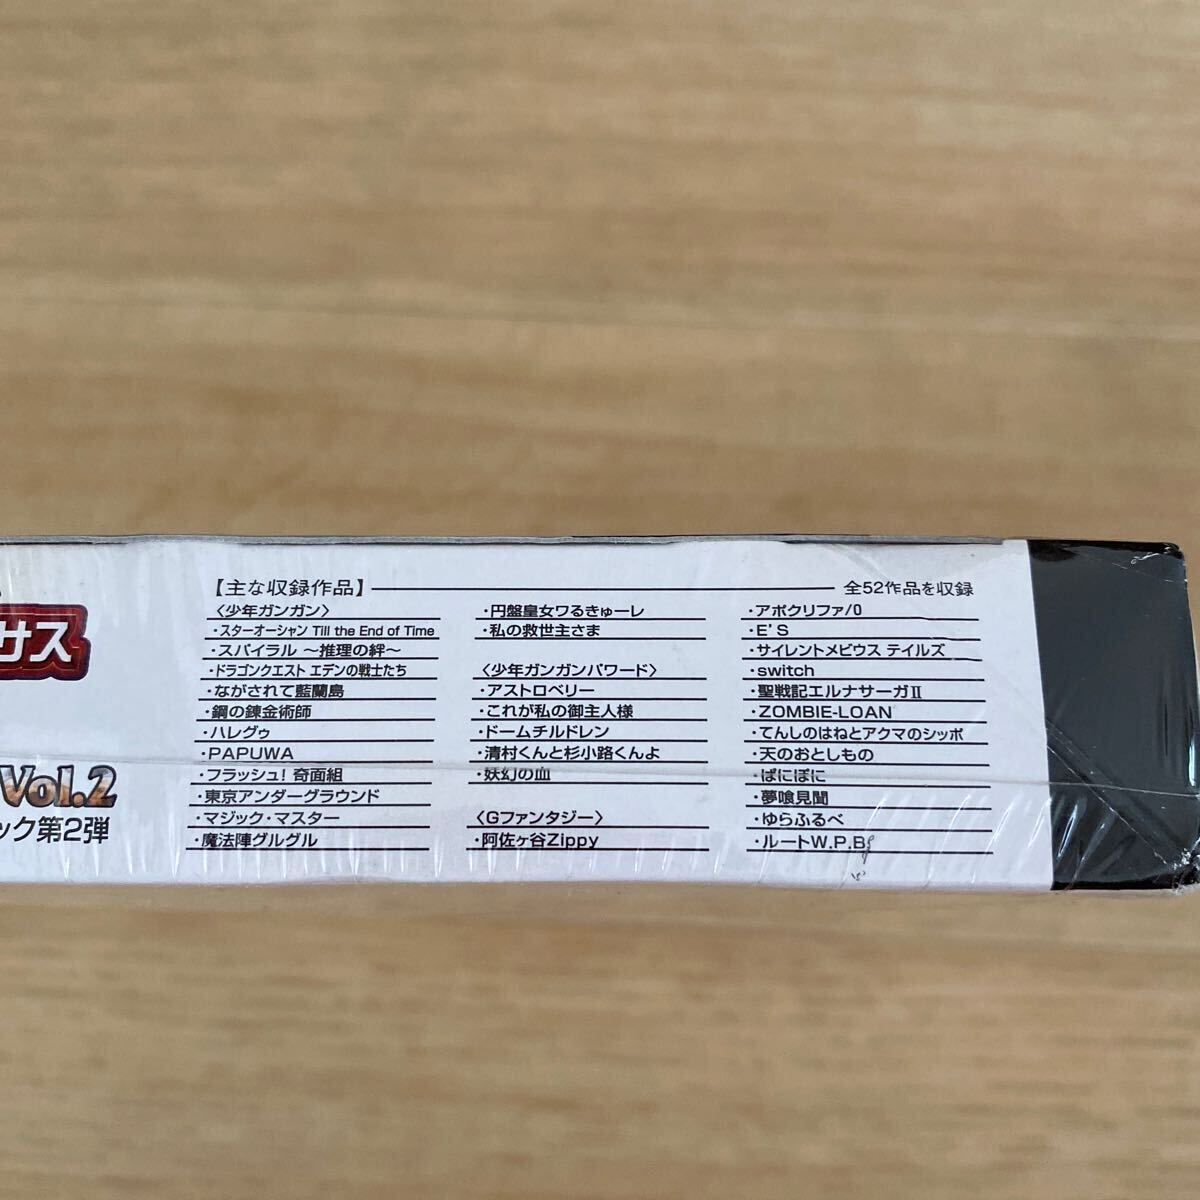 サス
Vol.2
ック第2弾
【主な収録作品】
全52作品を収録
〈少年ガンガン〉
・スターオーシャン Till the End of Time
・スパイラル 〜推理の絆〜
・ドラゴンクエスト エデンの戦士たち
・ながされて藍蘭島
・鋼の錬金術師
・ハレグゥ
・PAPUWA
・フラッシュ! 奇面組
・東京アンダーグラウンド
・マジック・マスター
・魔法陣グルグル
・円盤皇女ワるきゅーレ
・私の救世主さま
〈少年ガンガンパワード〉
・アストロベリー
・これが私の御主人様
・ドームチルドレン
・清村くんと杉小路くんよ
・妖幻の血
〈Gファンタジー〉
・阿佐ヶ谷Zippy
・アポクリファ/0
・E'S
・サイレントメビウス テイルズ
・switch
・聖戦記エルナサーガⅡ
・ZOMBIE-LOAN
・てんしのはねとアクマのシッポ
・天のおとしもの
・ぱにぽに
・夢喰見聞
・ゆらふるべ
・ルートW.P.B